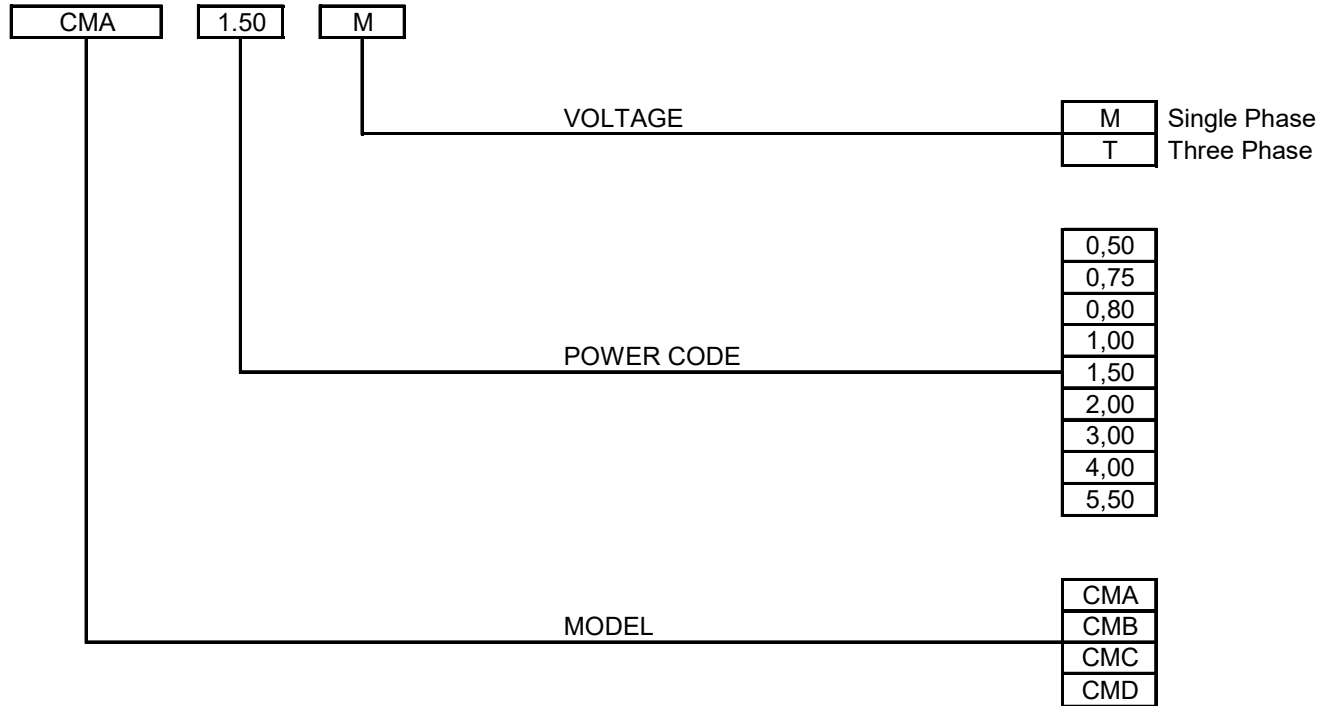 CMA 1.50 M
VOLTAGE
M Single Phase
T Three Phase
0,50
0,75
0,80
1,00
POWER CODE
1,50
2,00
3,00
4,00
5,50
CMA
MODEL
CMB
CMC
CMD